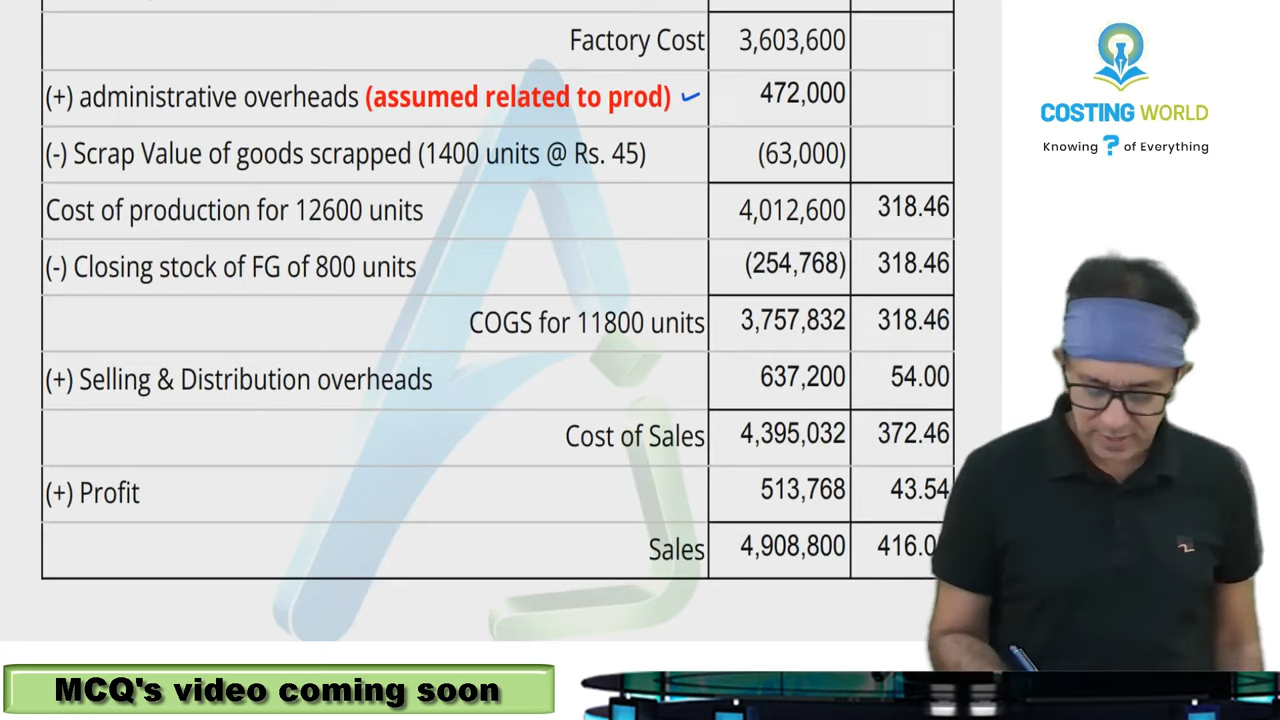 Factory Cost 3,603,600
(+) administrative overheads (assumed related to prod) 472,000
(-) Scrap Value of goods scrapped (1400 units @ Rs. 45) (63,000)
Cost of production for 12600 units 4,012,600 318.46
(-) Closing stock of FG of 800 units (254,768) 318.46
COGS for 11800 units 3,757,832 318.46
(+) Selling & Distribution overheads 637,200 54.00
Cost of Sales 4,395,032 372.46
(+) Profit 513,768 43.54
Sales 4,908,800 416.0
COSTING WORLD
Knowing ? of Everything
MCQ's video coming soon